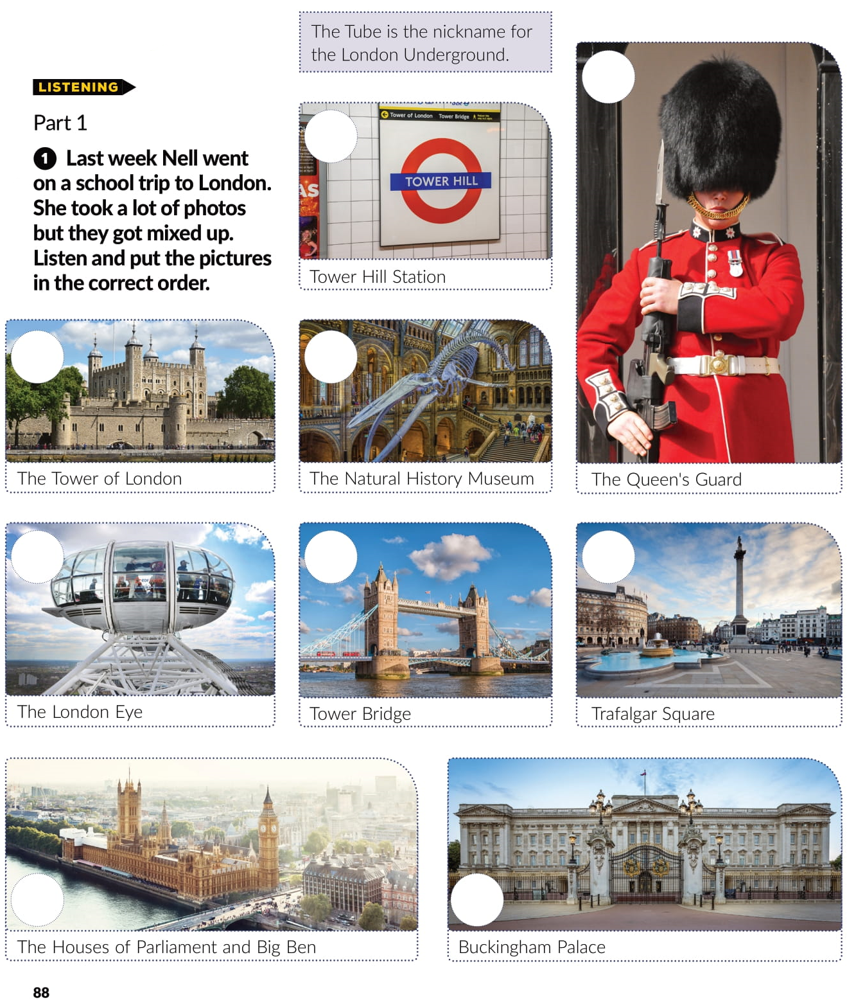 The Tube is the nickname for
the London Underground.
LISTENING
Part 1
1 Last week Nell went
on a school trip to London.
She took a lot of photos
but they got mixed up.
Listen and put the pictures
in the correct order.
Tower of London Tower Bridge
TOWER HILL
AS
Tower Hill Station
The Tower of London
The Natural History Museum
The Queen's Guard
The London Eye
Tower Bridge
Trafalgar Square
The Houses of Parliament and Big Ben
Buckingham Palace
88